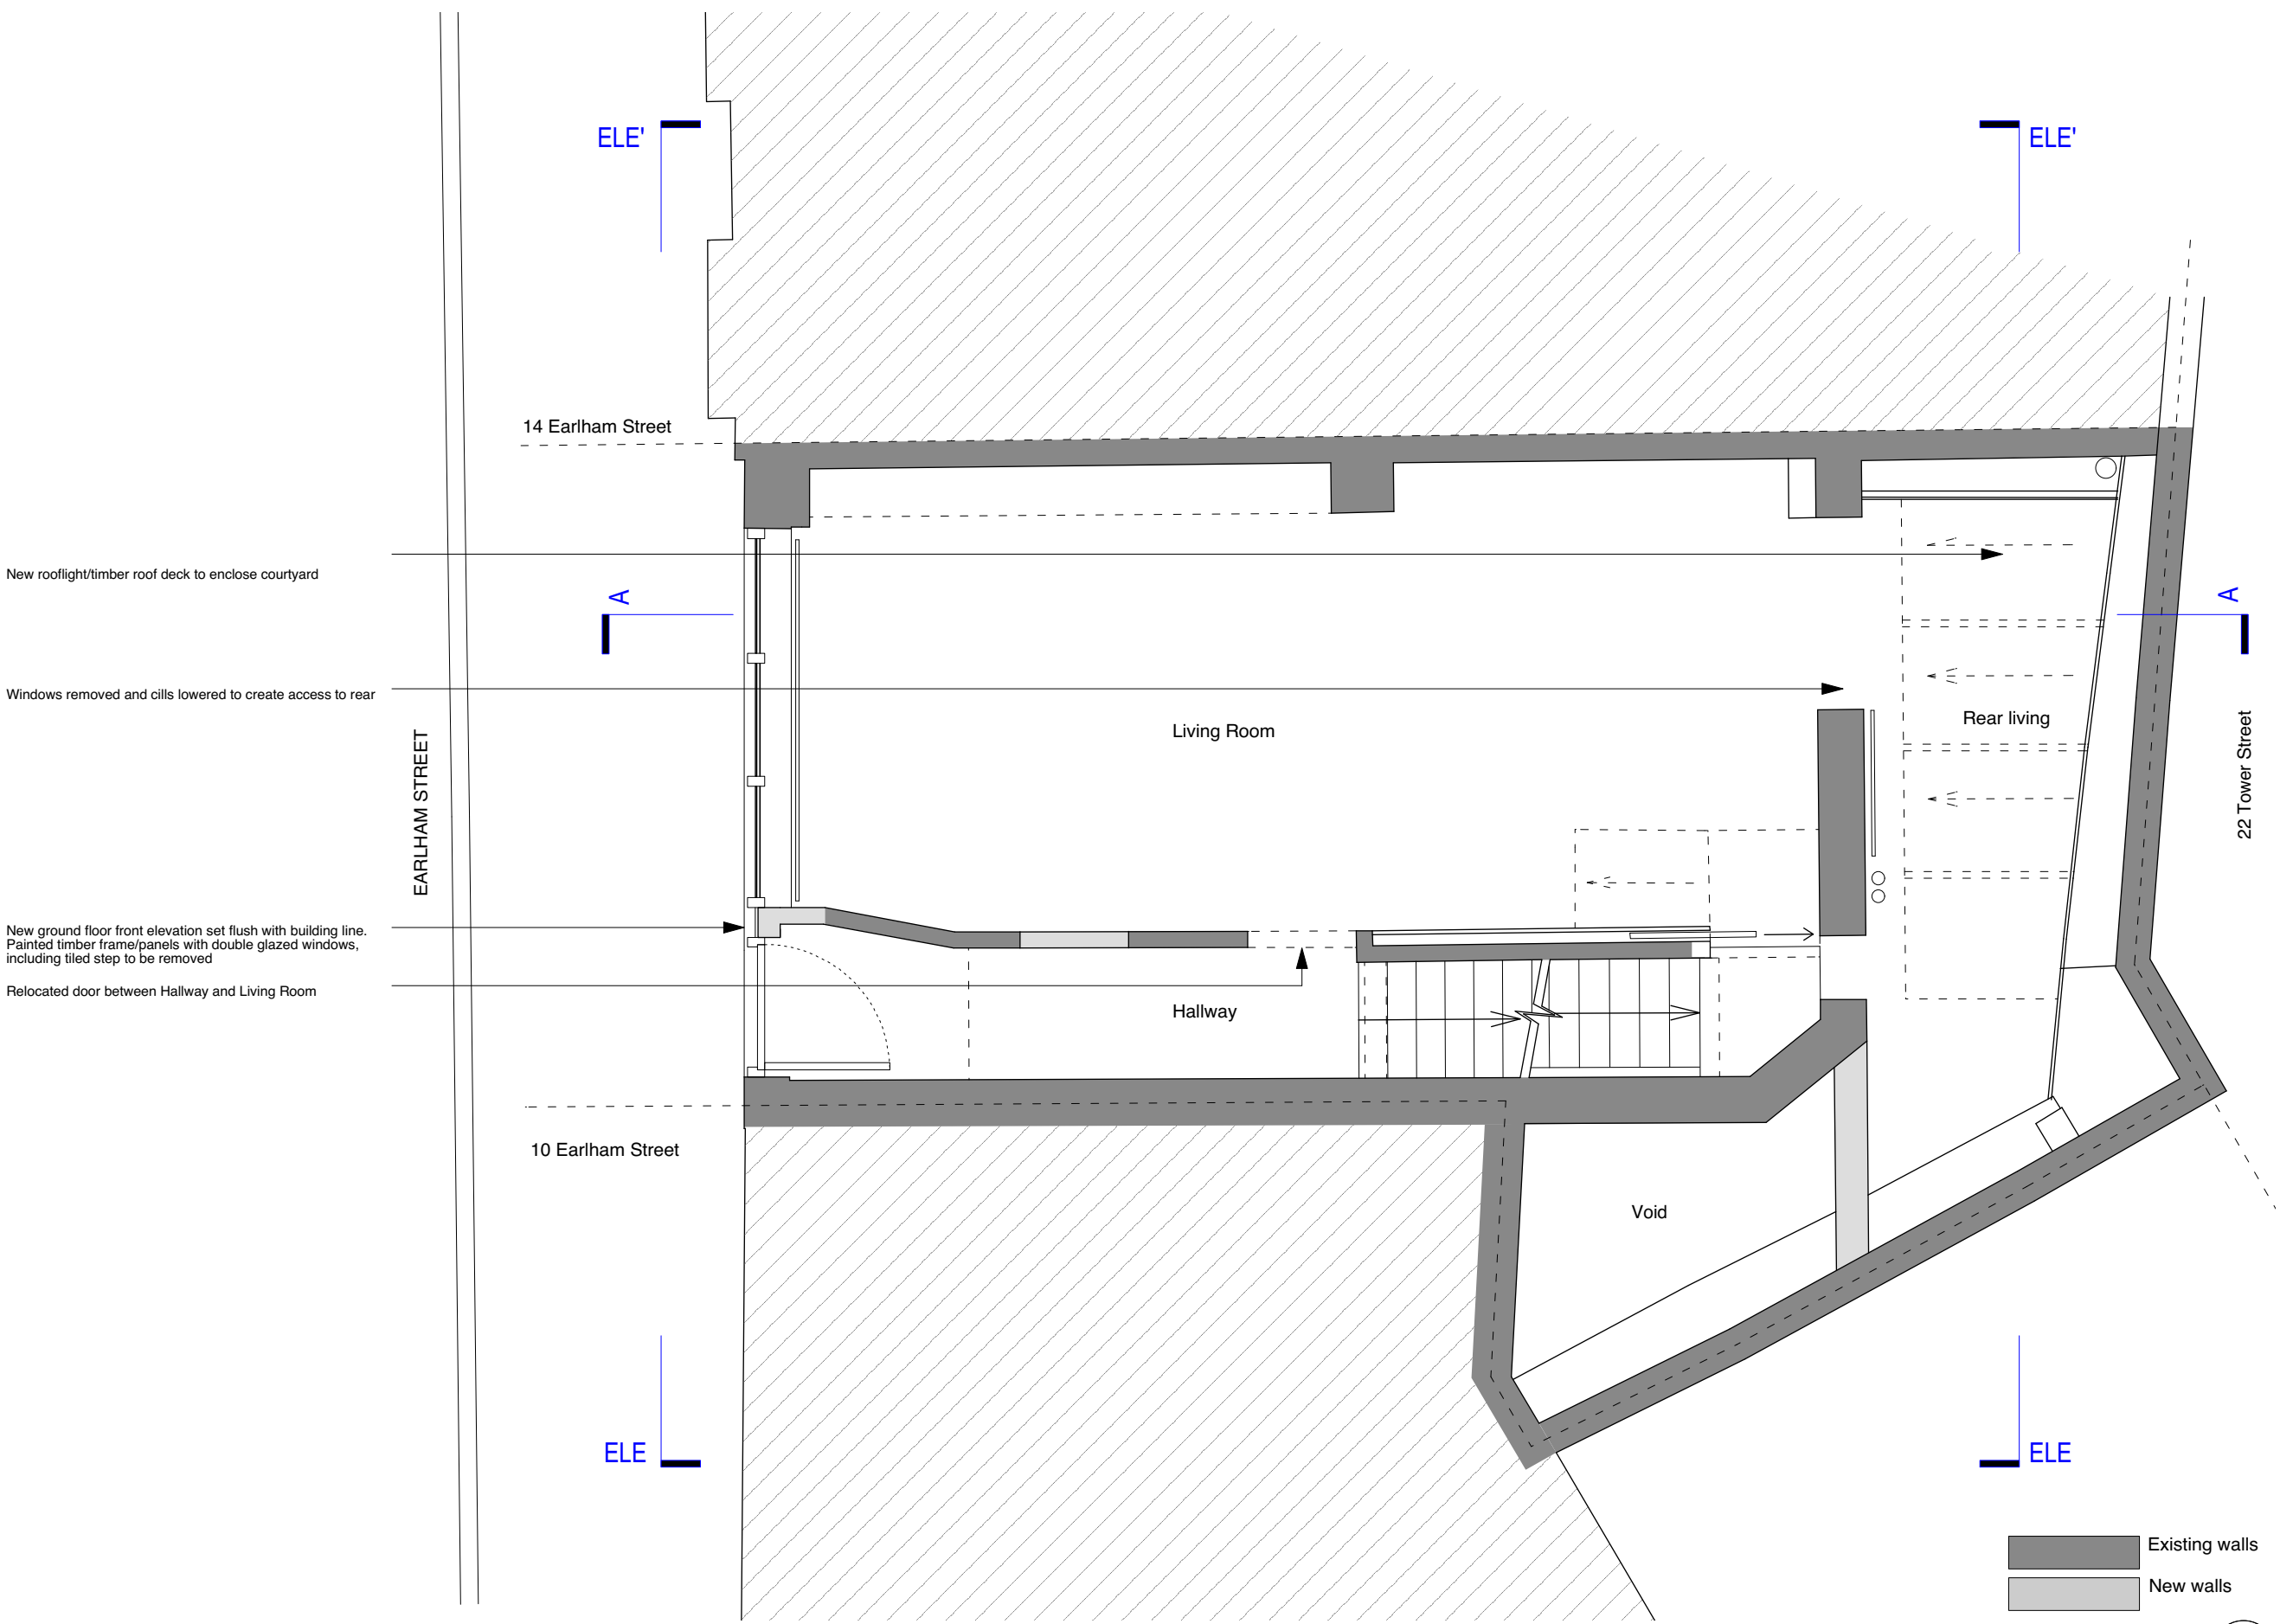 ELE'
ELE'
14 Earlham Street
New rooflight/timber roof deck to enclose courtyard
A
A
Windows removed and cills lowered to create access to rear
EARLHAM STREET
Living Room
Rear living
22 Tower Street
New ground floor front elevation set flush with building line.
Painted timber frame/panels with double glazed windows,
including tiled step to be removed
Relocated door between Hallway and Living Room
Hallway
10 Earlham Street
Void
ELE
ELE
Existing walls
New walls